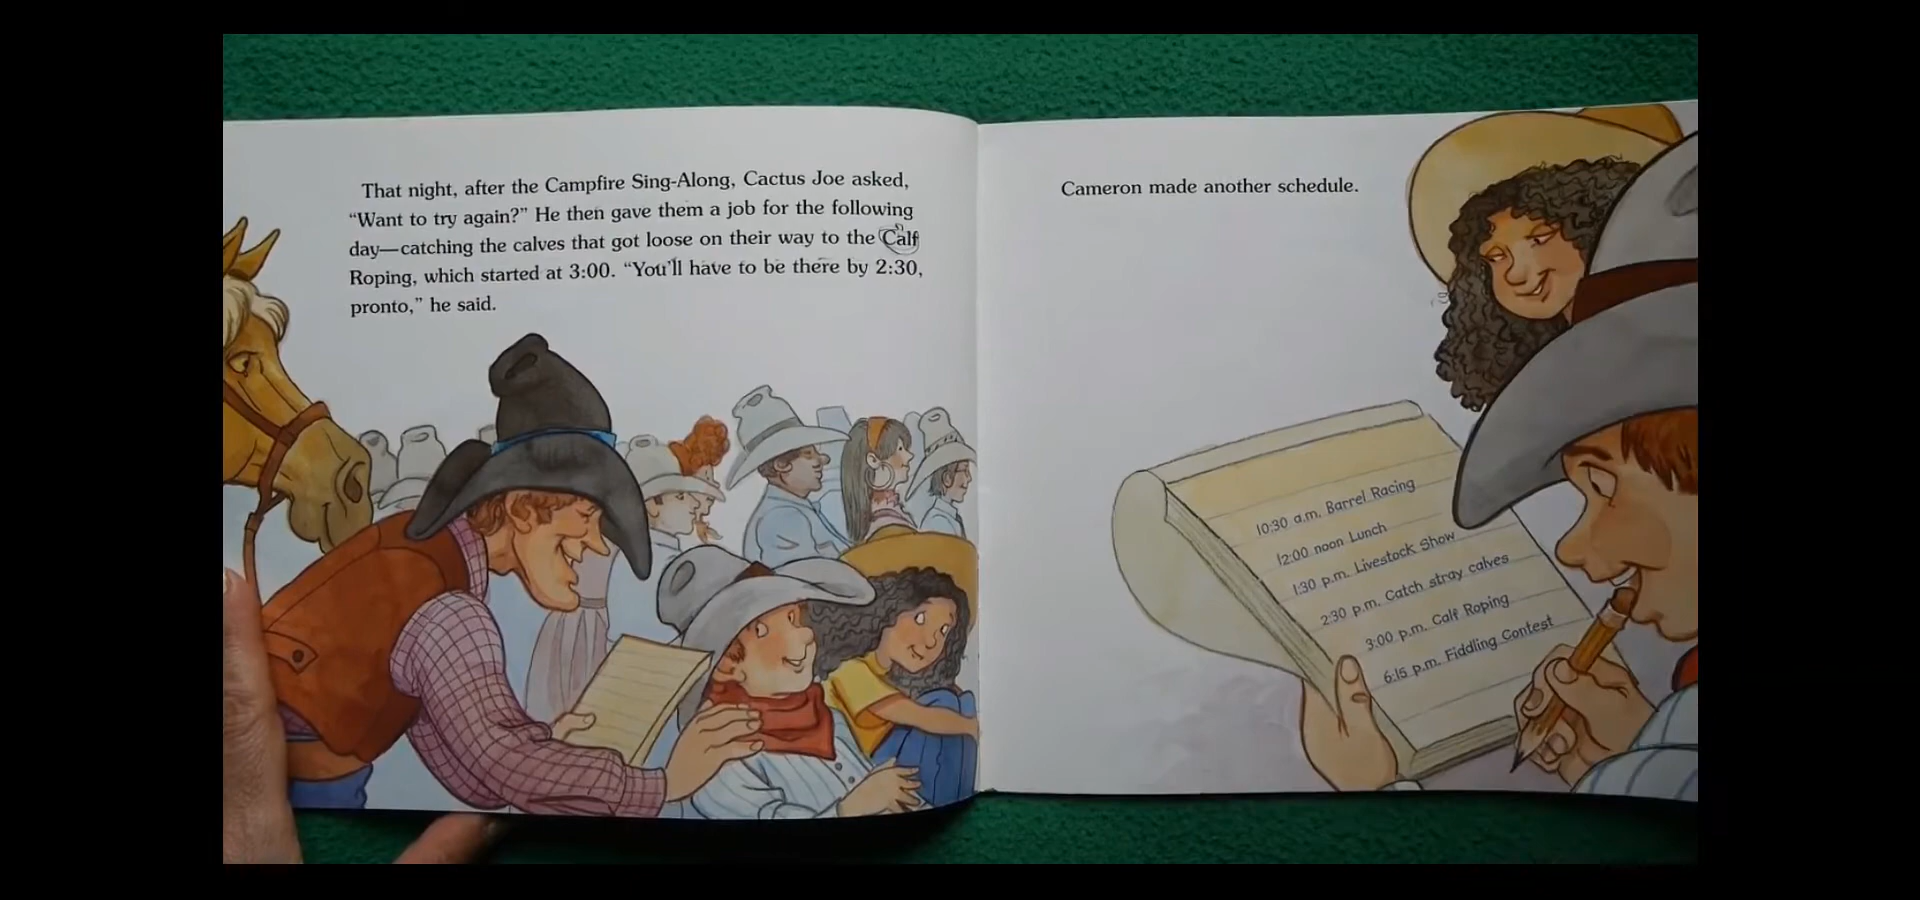 That night, after the Campfire Sing-Along, Cactus Joe asked,
“Want to try again?” He then gave them a job for the following
day—catching the calves that got loose on their way to the Calf
Roping, which started at 3:00. “You’ll have to be there by 2:30,
pronto,” he said.
Cameron made another schedule.
10:30 a.m. Barrel Racing
12:00 noon Lunch
1:30 p.m. Livestock Show
2:30 p.m. Catch stray calves
3:00 p.m. Calf Roping
6:15 p.m. Fiddling Contest